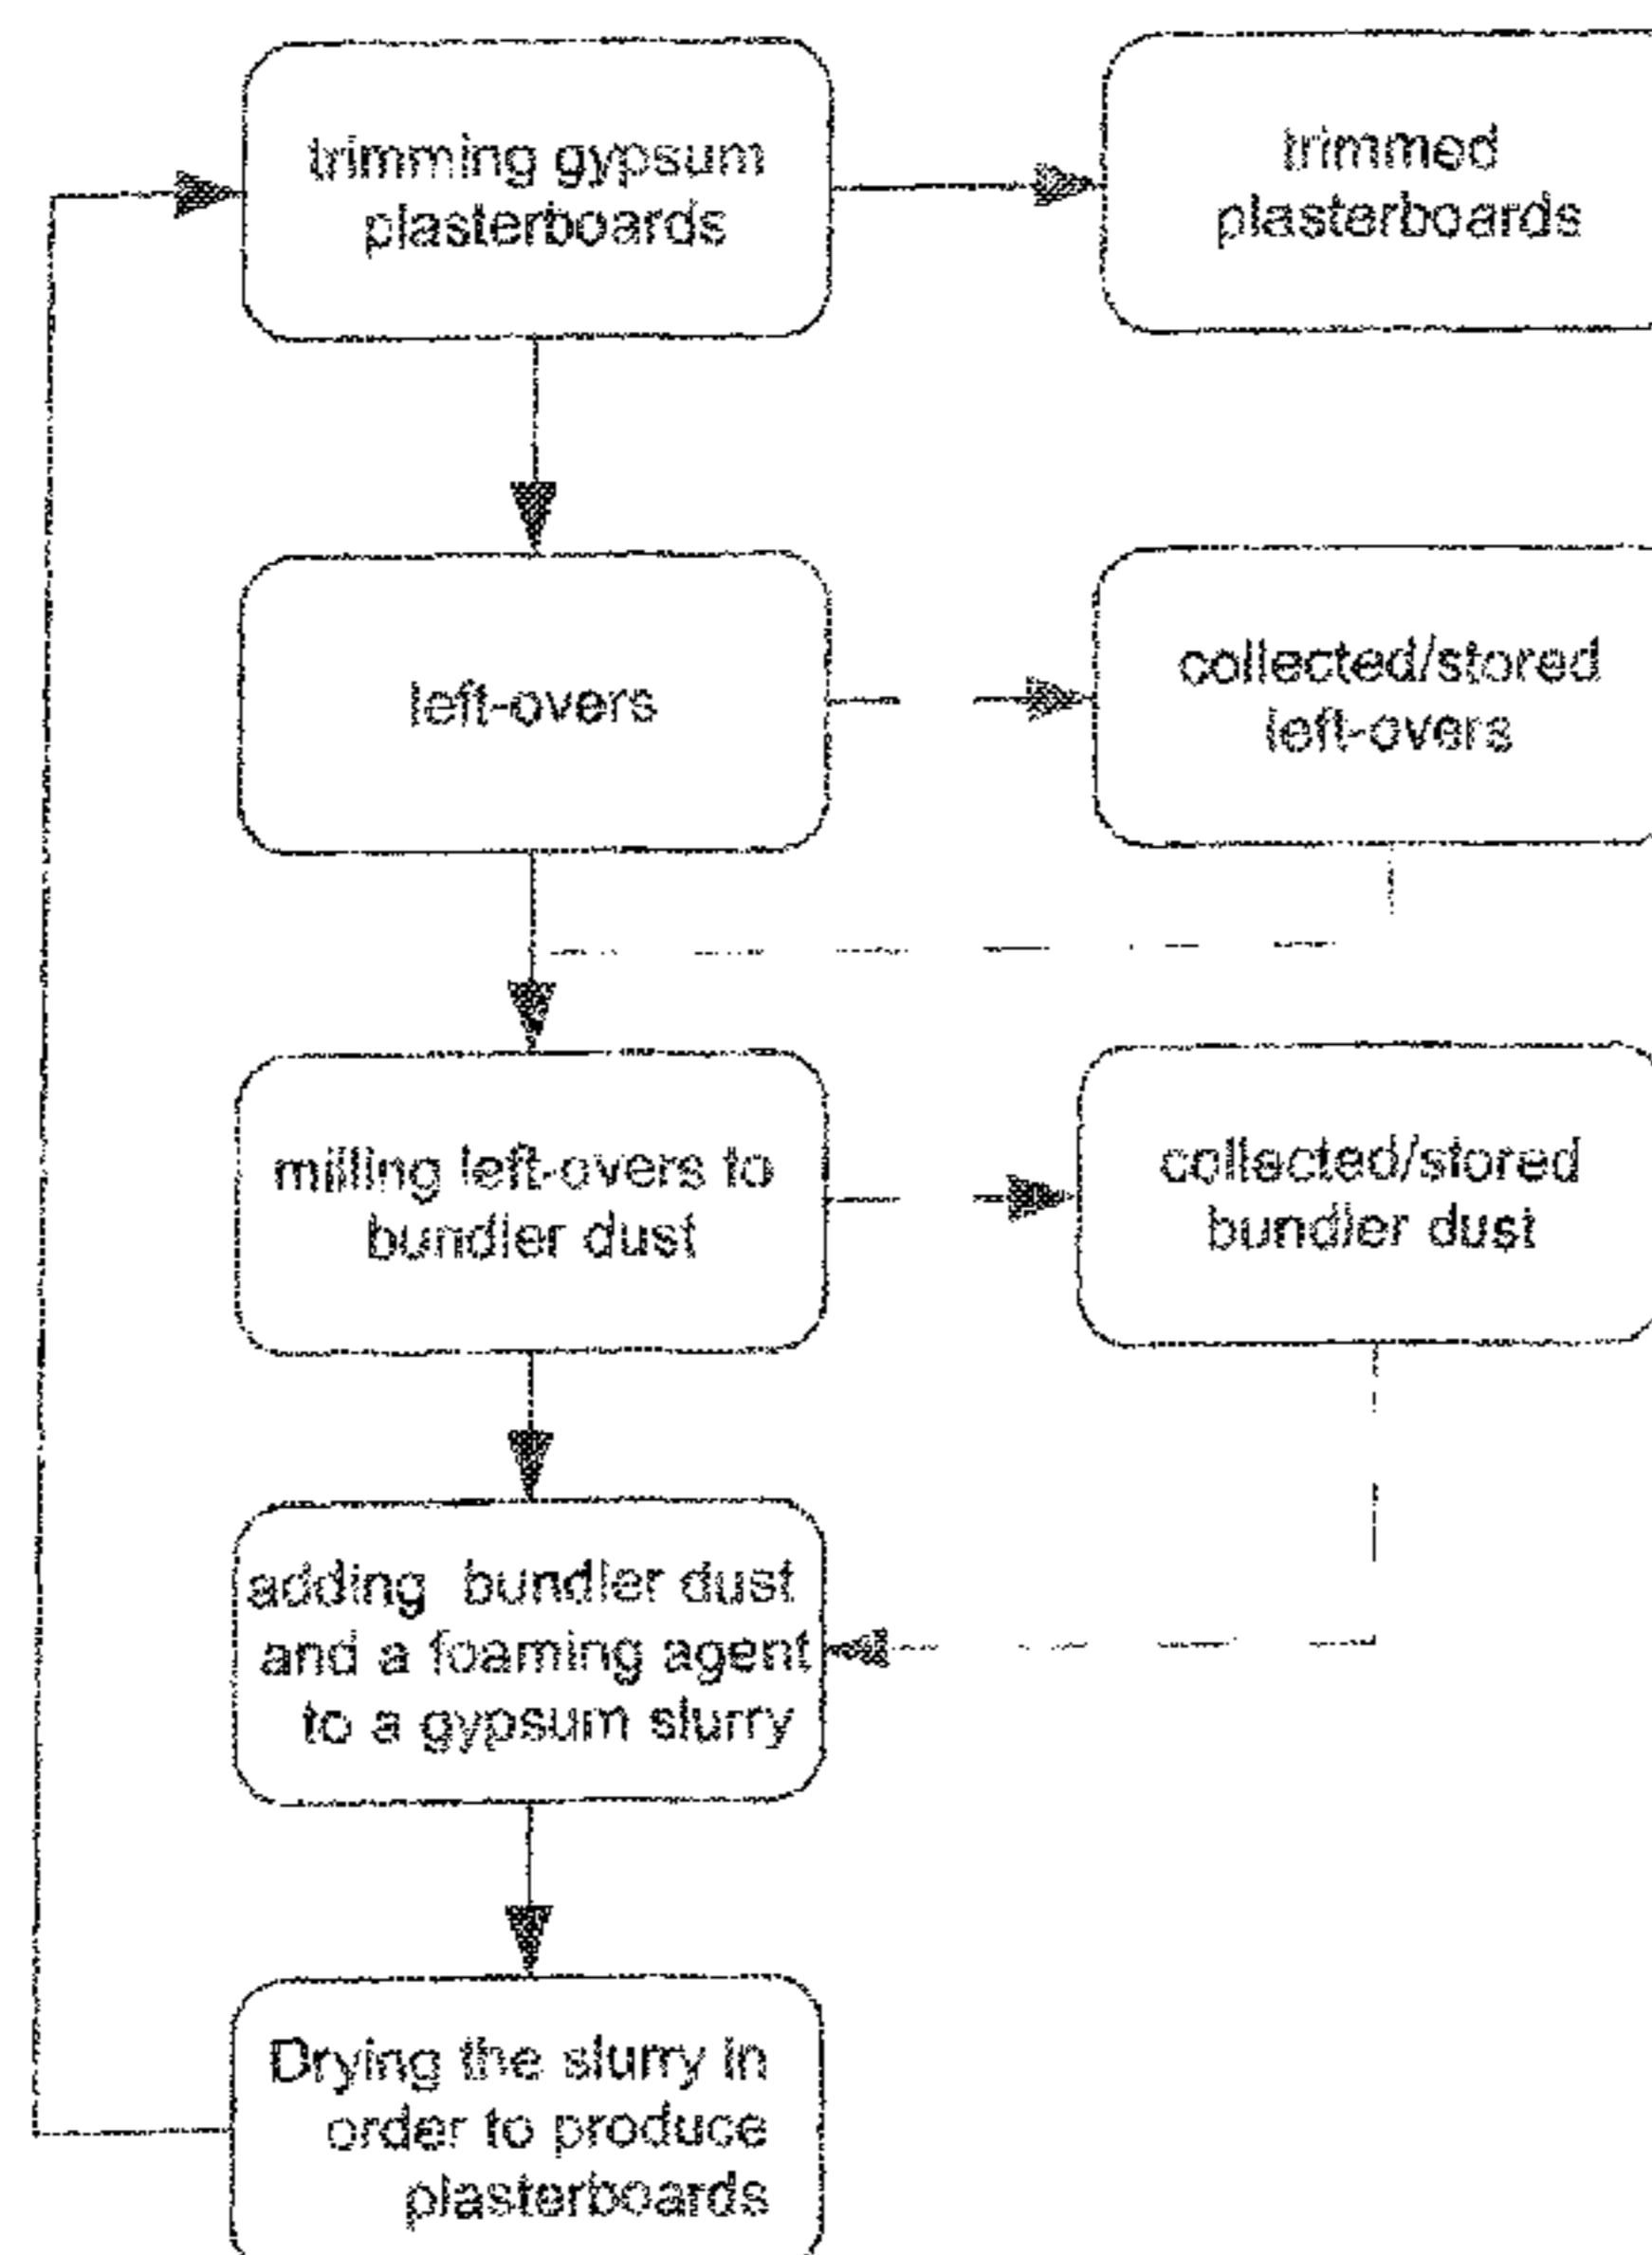 trimming gypsum
plasterboards
trimmed
plasterboards
left-overs
collected/stored
left-overs
milling left-overs to
bundler dust
collected/stored
bundler dust
adding bundler dust
and a foaming agent
to a gypsum slurry
Drying the slurry in
order to produce
plasterboards